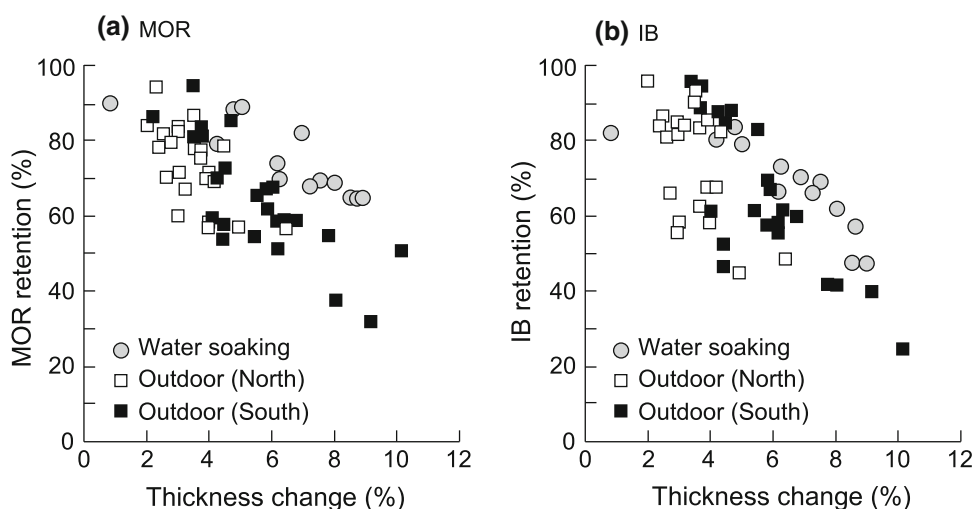 (a) MOR
100
80
60
40
20
0
MOR retention (%)
Water soaking
Outdoor (North)
Outdoor (South)
0 2 4 6 8 10 12
Thickness change (%)
(b) IB
100
80
60
40
20
0
IB retention (%)
Water soaking
Outdoor (North)
Outdoor (South)
0 2 4 6 8 10 12
Thickness change (%)